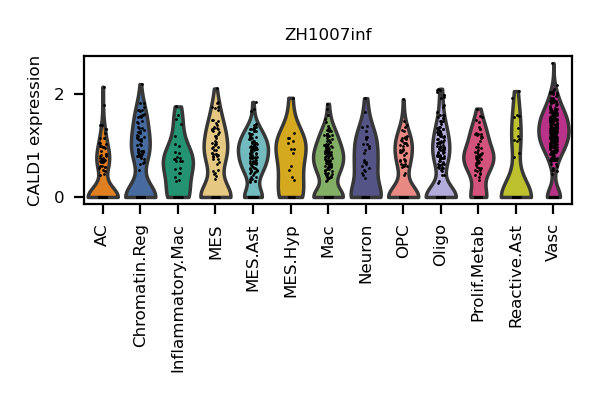 ZH1007inf
CALD1 expression
2
0
AC
Chromatin.Reg
Inflammatory.Mac
MES
MES.Ast
MES.Hyp
Mac
Neuron
OPC
Oligo
Prolif.Metab
Reactive.Ast
Vasc